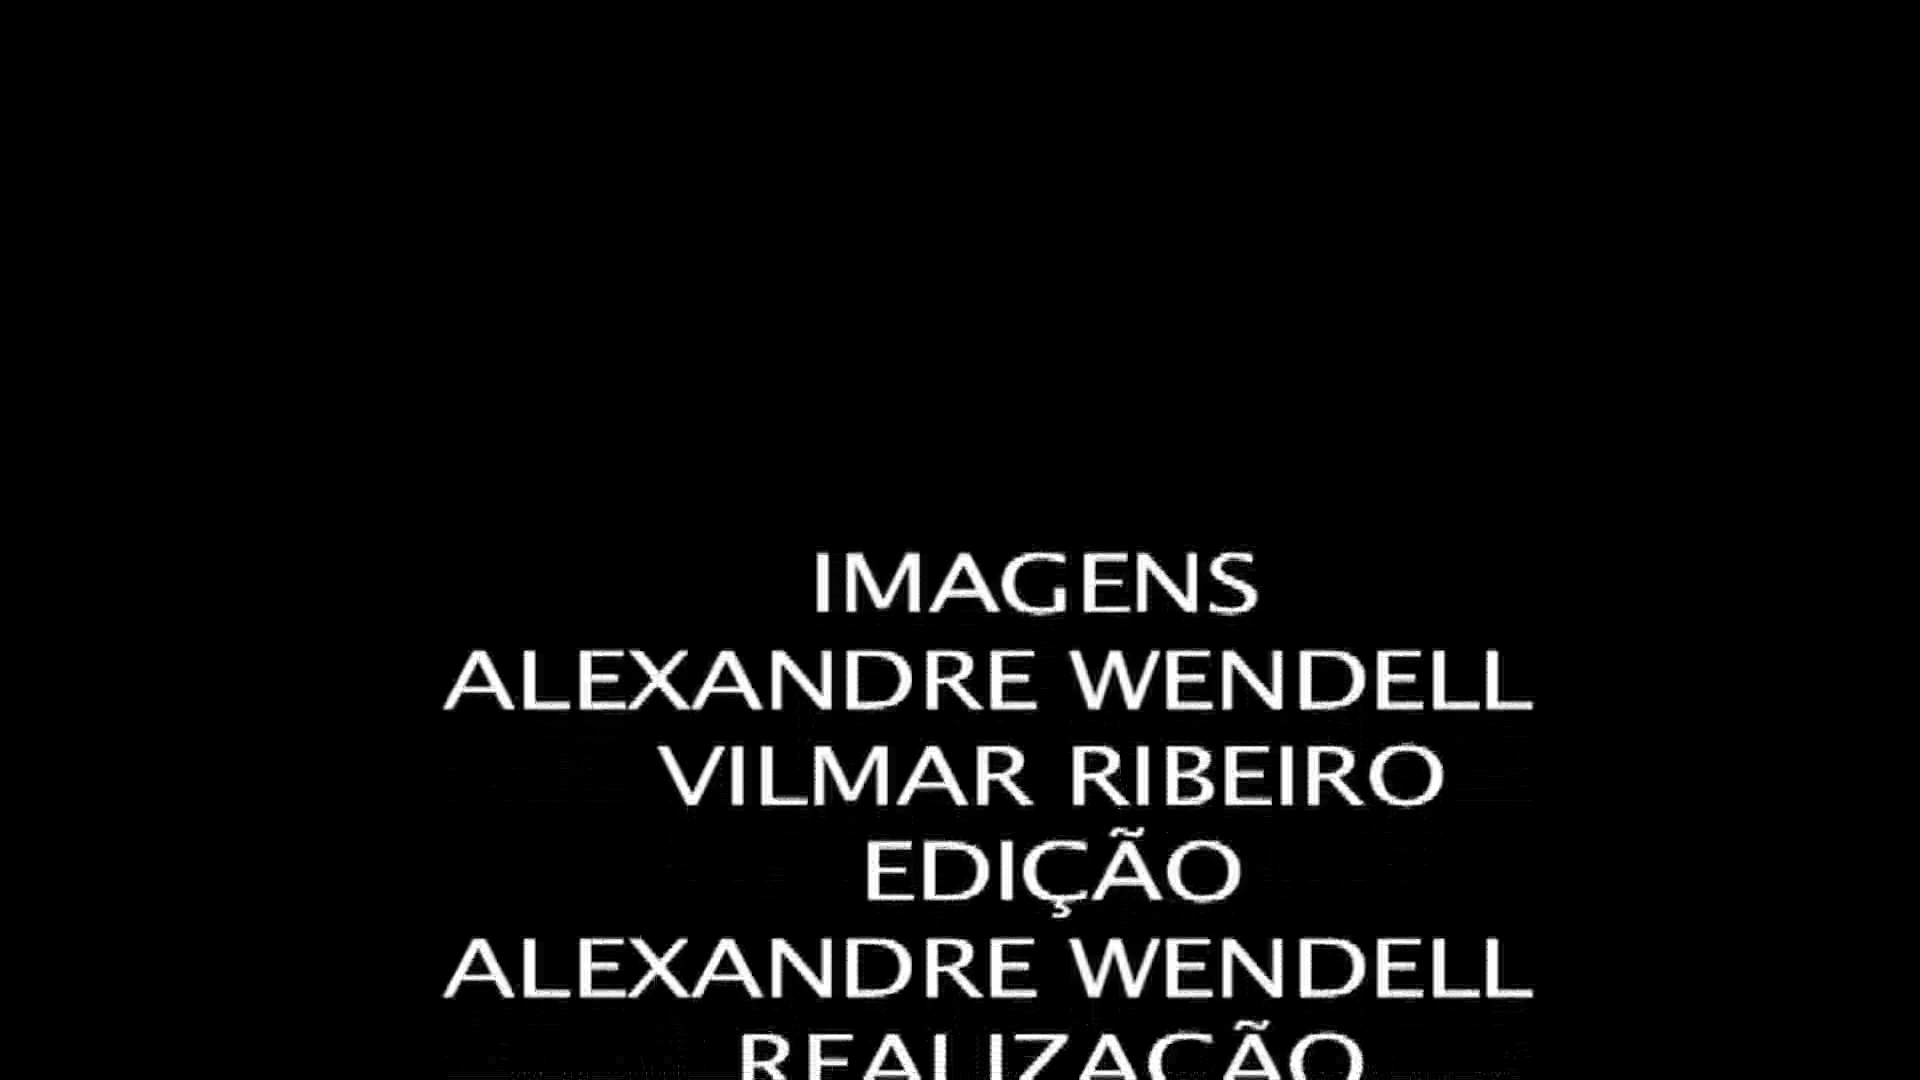 IMAGENS
ALEXANDRE WENDELL
VILMAR RIBEIRO
EDIÇÃO
ALEXANDRE WENDELL
REALIZAÇÃO